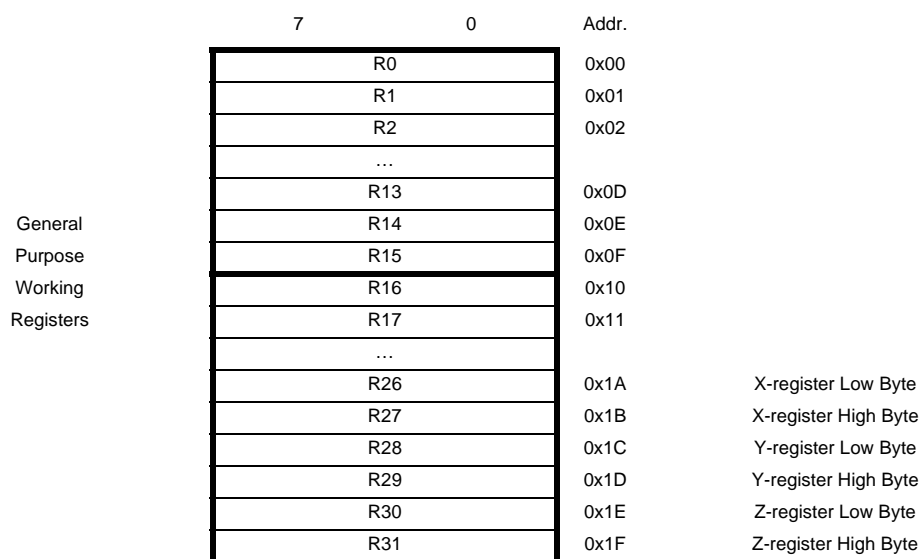 7 0 Addr.
R0 0x00
R1 0x01
R2 0x02
…
R13 0x0D
General R14 0x0E
Purpose R15 0x0F
Working R16 0x10
Registers R17 0x11
…
R26 0x1A X-register Low Byte
R27 0x1B X-register High Byte
R28 0x1C Y-register Low Byte
R29 0x1D Y-register High Byte
R30 0x1E Z-register Low Byte
R31 0x1F Z-register High Byte